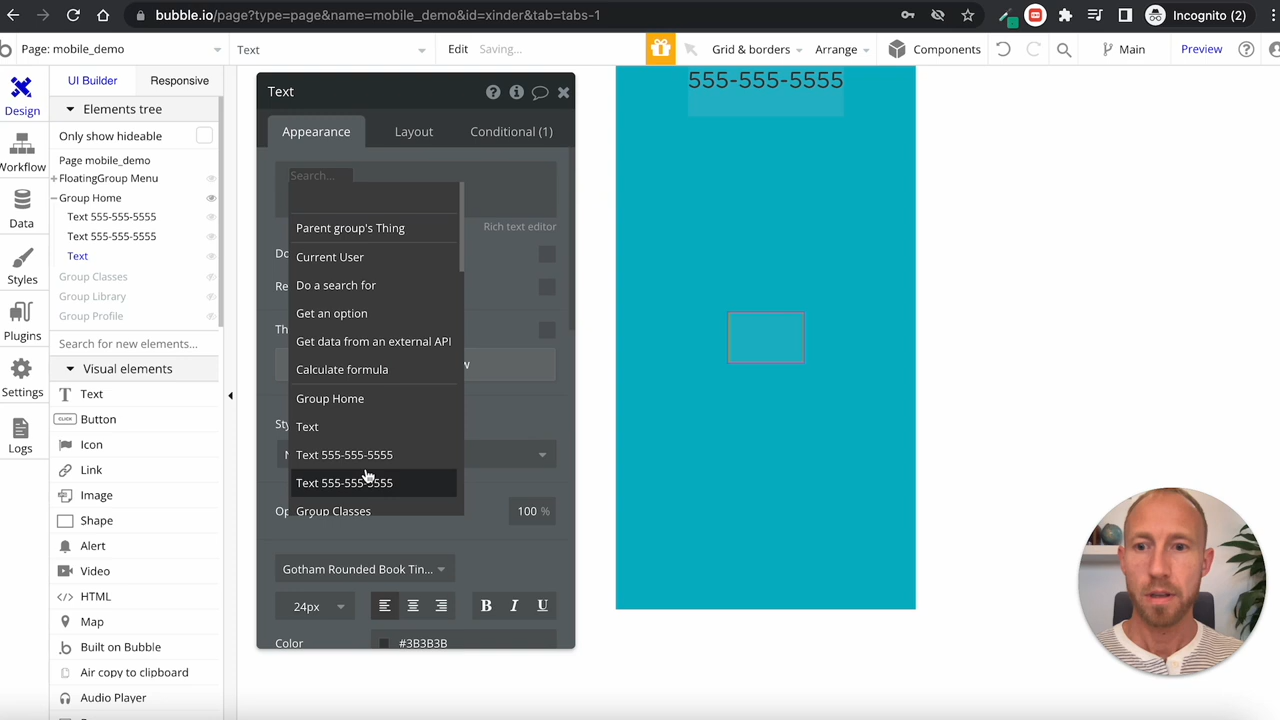 bubble.io/page?type=page&name=mobile_demo&id=xinder&tab=tabs-1
Incognito (2)
Page: mobile_demo
Text
Edit
Saving...
Grid & borders
Arrange
Components
Main
Preview
Design
Workflow
Data
Styles
Plugins
Settings
Logs
UI Builder
Responsive
Elements tree
Only show hideable
Page mobile_demo
FloatingGroup Menu
Group Home
Text 555-555-5555
Text 555-555-5555
Text
Group Classes
Group Library
Group Profile
Search for new elements...
Visual elements
Text
CLICK
Button
Icon
Link
Image
Shape
Alert
Video
HTML
Map
Built on Bubble
Air copy to clipboard
Audio Player
Text
Appearance
Layout
Conditional (1)
Search...
Rich text editor
Parent group's Thing
Current User
Do a search for
Get an option
Get data from an external API
Calculate formula
Group Home
Text
Text 555-555-5555
Text 555-555-5555
Group Classes
100 %
Gotham Rounded Book Tin...
24px
B I U
Color
#3B3B3B
555-555-5555